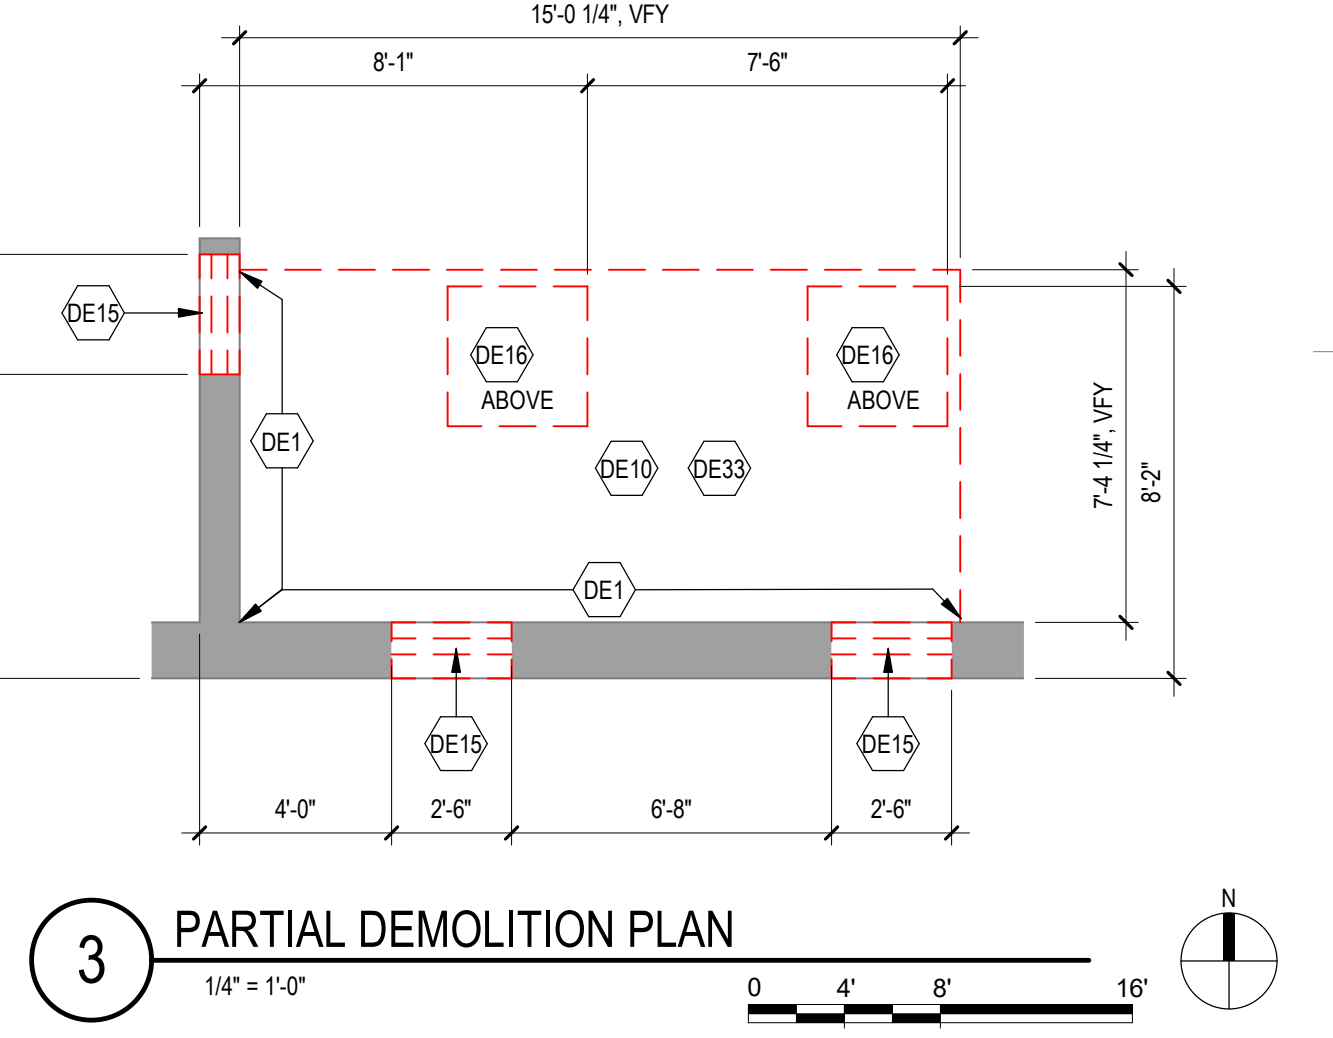 15'-0 1/4", VFY
8'-1"
7'-6"
DE15
DE16
ABOVE
DE16
ABOVE
DE1
DE10
DE33
7'-4 1/4", VFY
8'-2"
DE1
DE15
DE15
4'-0"
2'-6"
6'-8"
2'-6"
3
PARTIAL DEMOLITION PLAN
1/4" = 1'-0"
0 4' 8' 16'
N